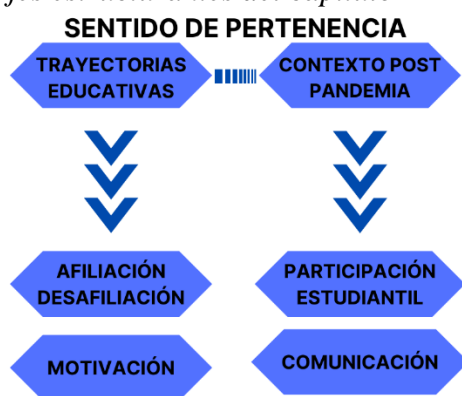 SENTIDO DE PERTENENCIA
TRAYECTORIAS
EDUCATIVAS
CONTEXTO POST
PANDEMIA
AFILIACIÓN
DESAFILIACIÓN
PARTICIPACIÓN
ESTUDIANTIL
MOTIVACIÓN
COMUNICACIÓN